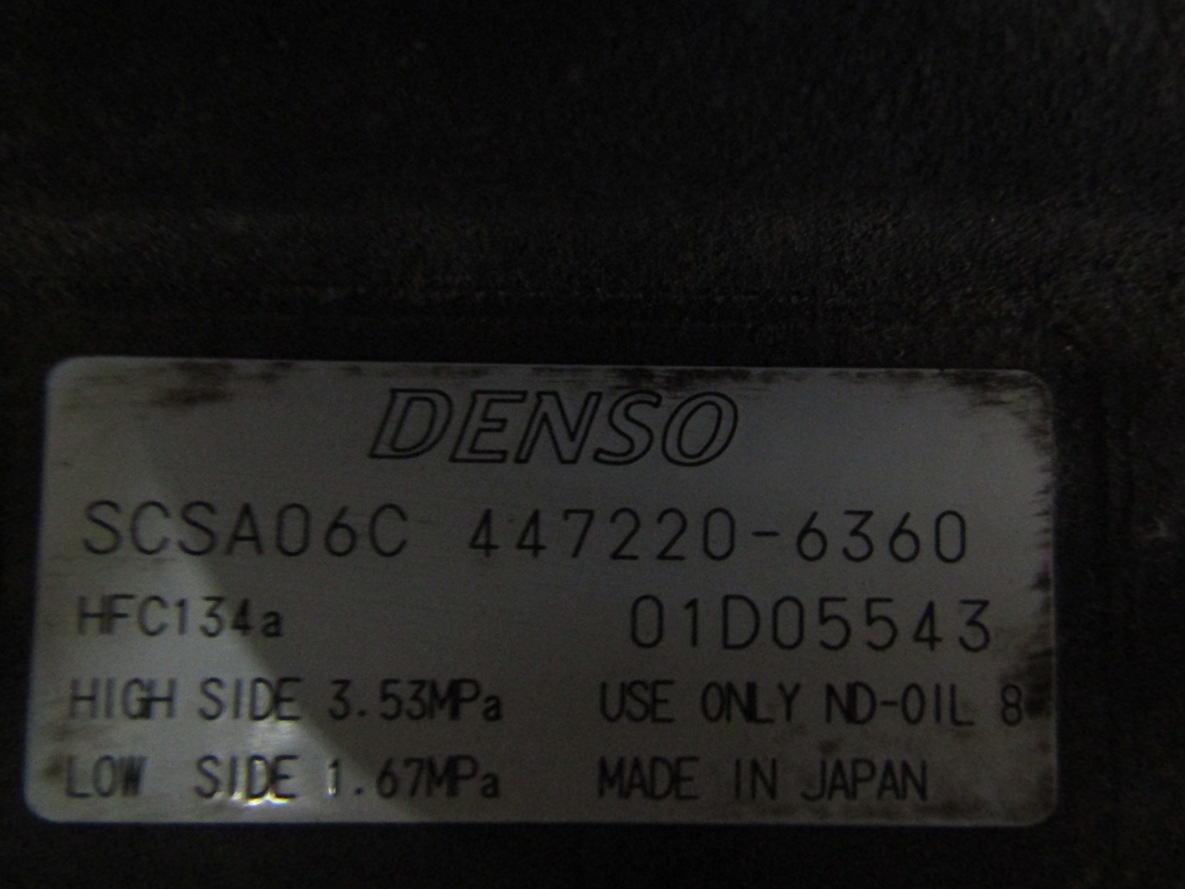 DENSO
SCSA06C 447220-6360
HFC134a 01D05543
HIGH SIDE 3.53MPa USE ONLY ND-OIL 8
LOW SIDE 1.67MPa MADE IN JAPAN